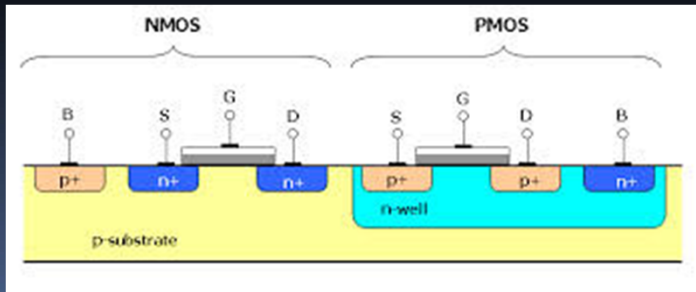 NMOS PMOS
B S G D S G D B
p+ n+ n+ p+ p+ n+
n-well
p-substrate